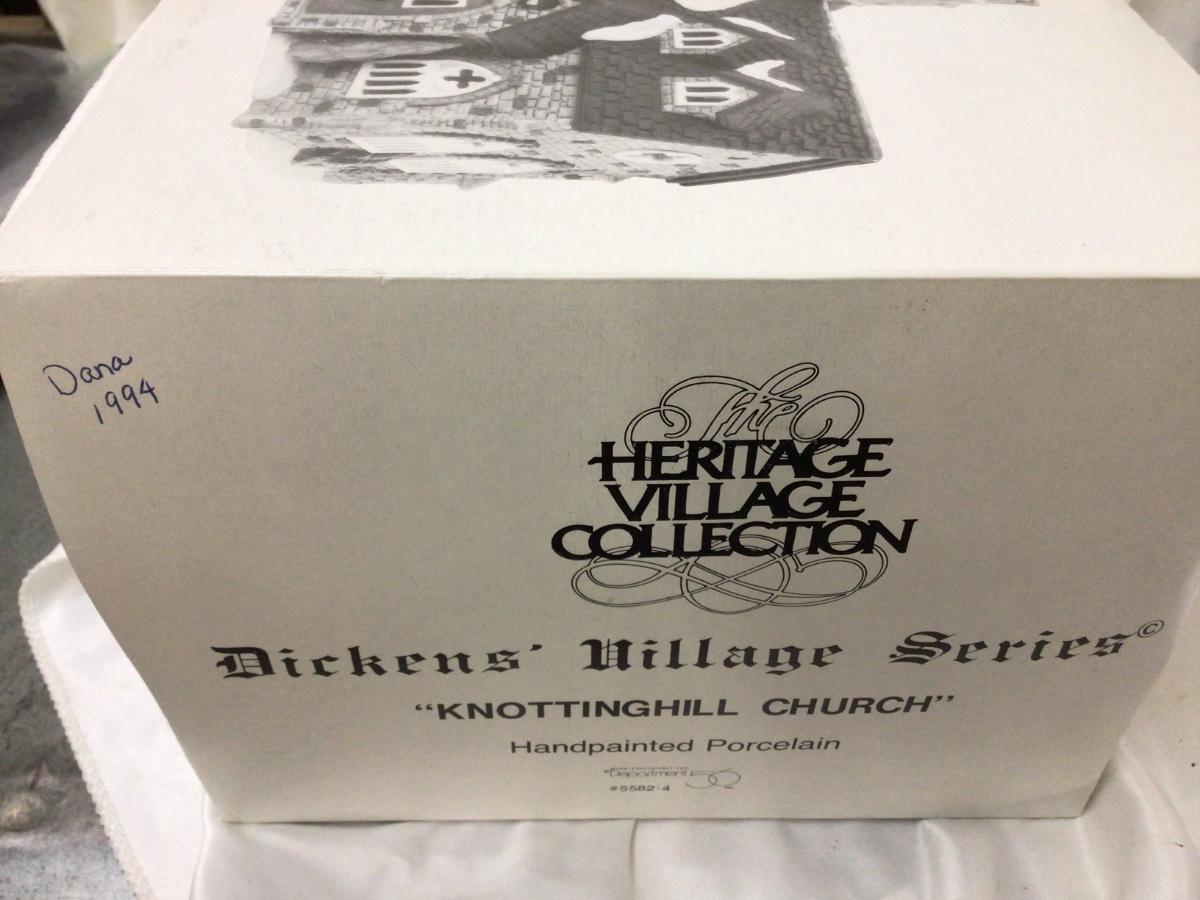 Dana
1994
The
HERITAGE
VILLAGE
COLLECTION
Dickens' Village Series©
“KNOTTINGHILL CHURCH”
Handpainted Porcelain
Department 56
#5582-4